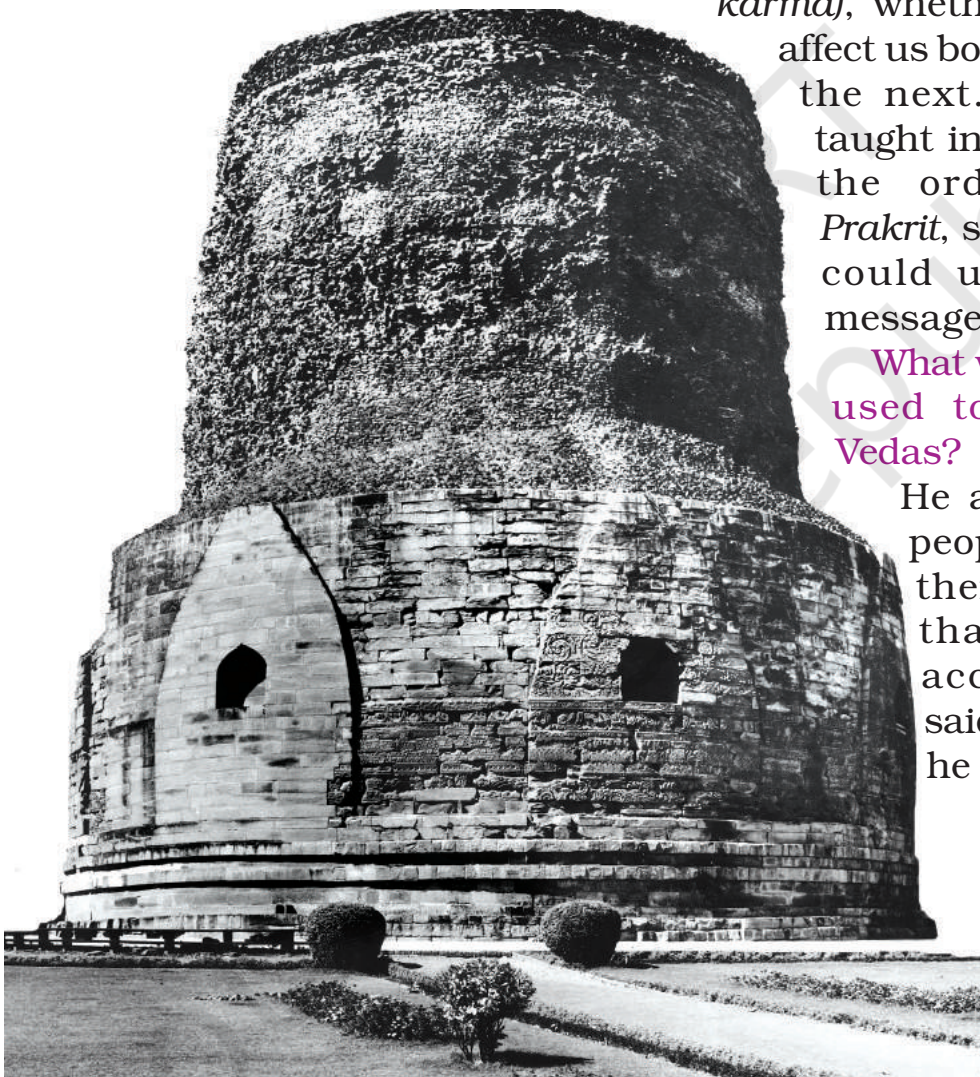 karma), wheth
affect us bo
the next.
taught in
the ord
Prakrit, s
could u
message
What w
used to
Vedas?
He a
peop
the
tha
acc
said
he